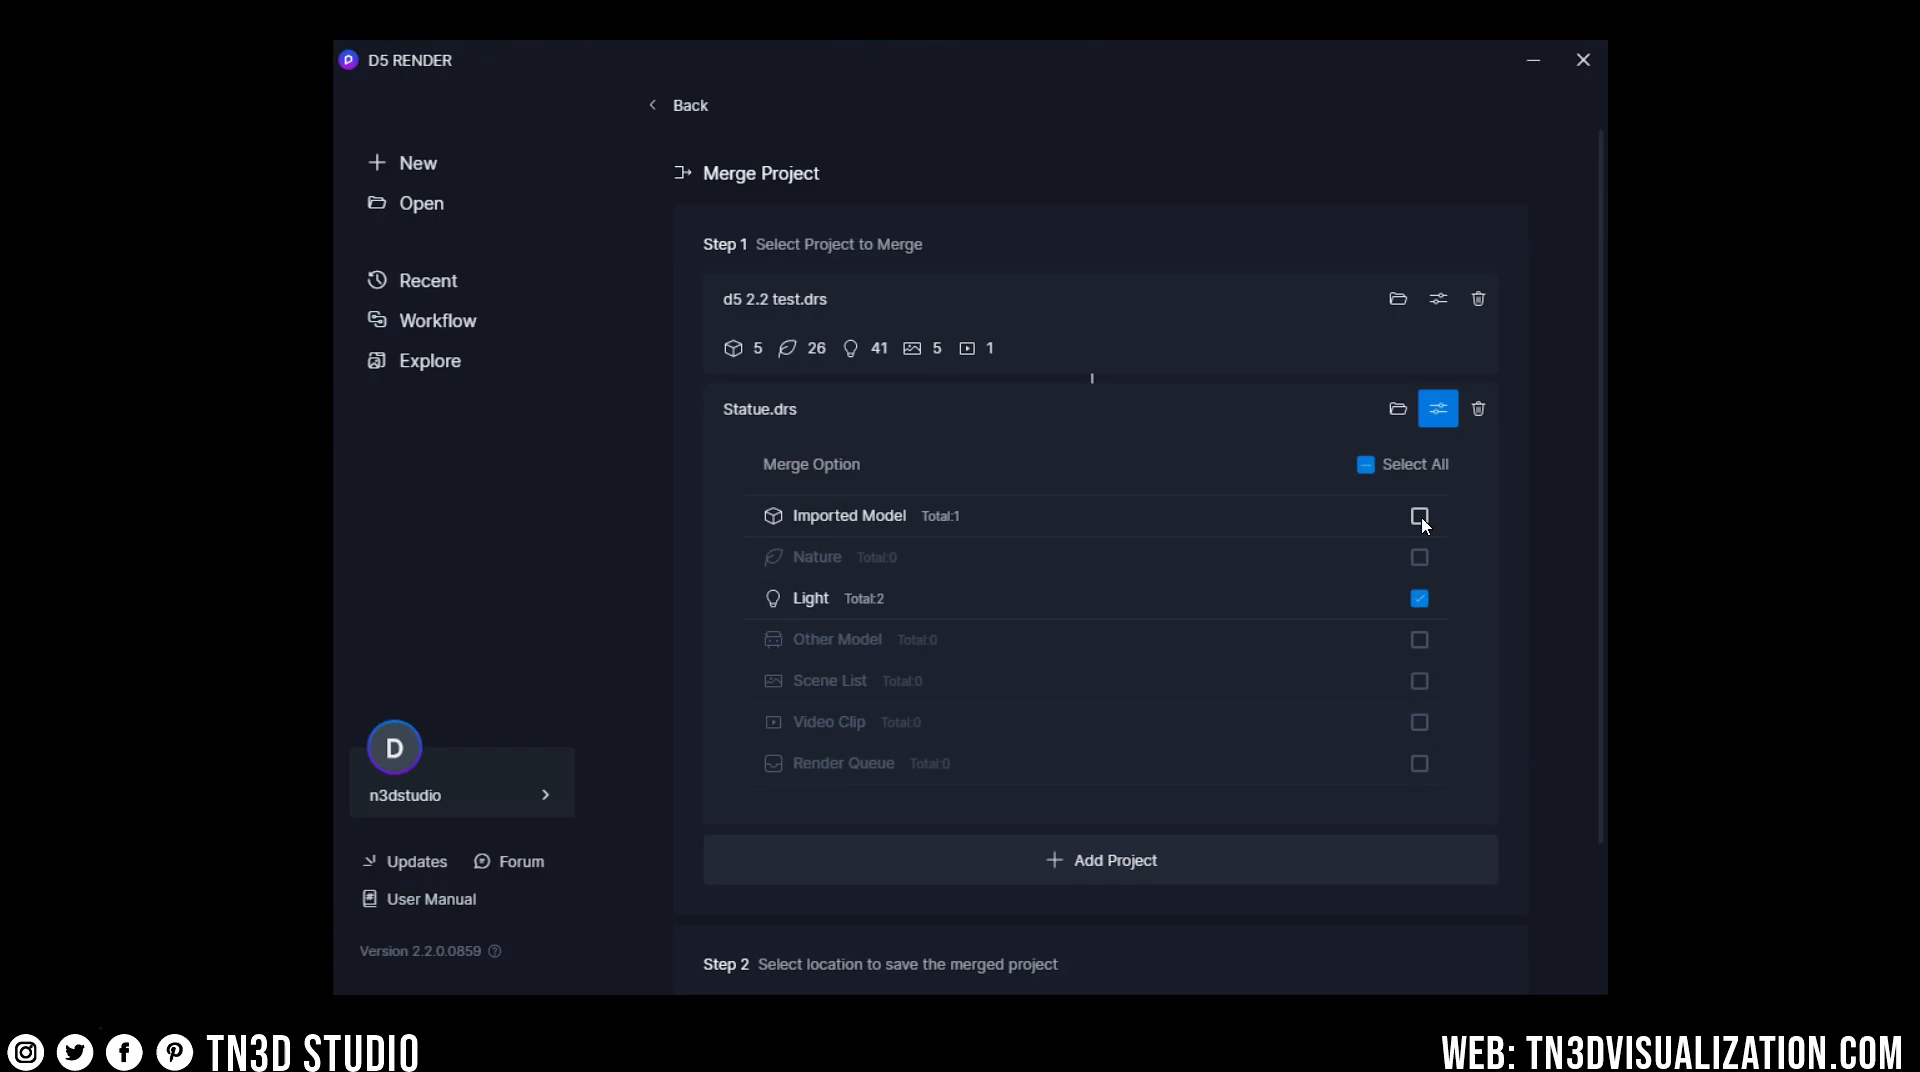 D5 RENDER
Back
New
Open
Recent
Workflow
Explore
Merge Project
Step 1 Select Project to Merge
d5 2.2 test.drs
5 26 41 5 1
Statue.drs
Merge Option Select All
Imported Model Total:1
Nature Total:0
Light Total:2
Other Model Total:0
Scene List Total:0
Video Clip Total:0
Render Queue Total:0
Add Project
Step 2 Select location to save the merged project
D
n3dstudio
Updates Forum
User Manual
Version 2.2.0.0859
TN3D STUDIO
WEB: TN3DVISUALIZATION.COM